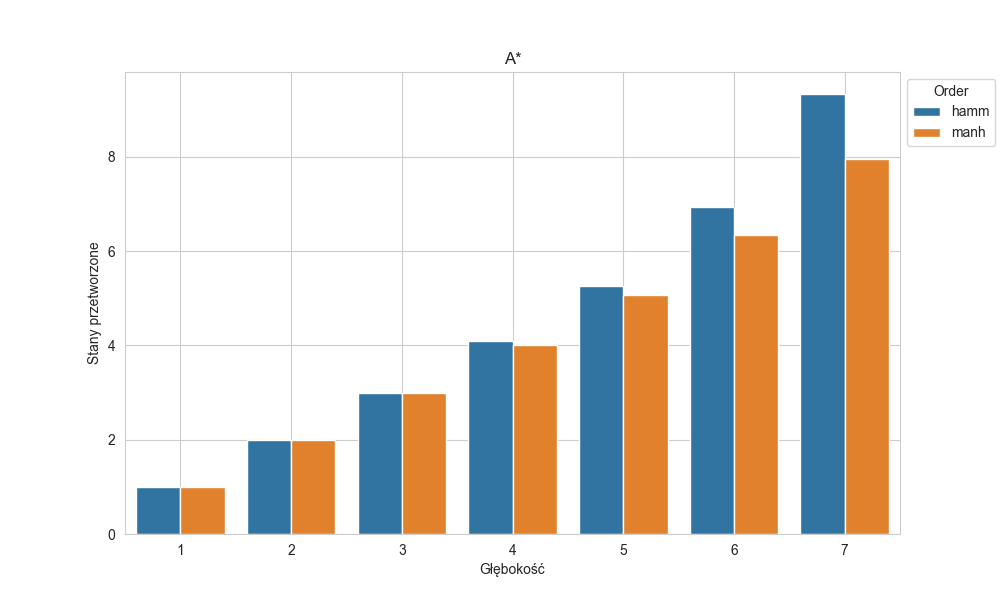 A*
Order
hamm
manh
Stany przetworzone
8
6
4
2
0
1 2 3 4 5 6 7
Głębokość